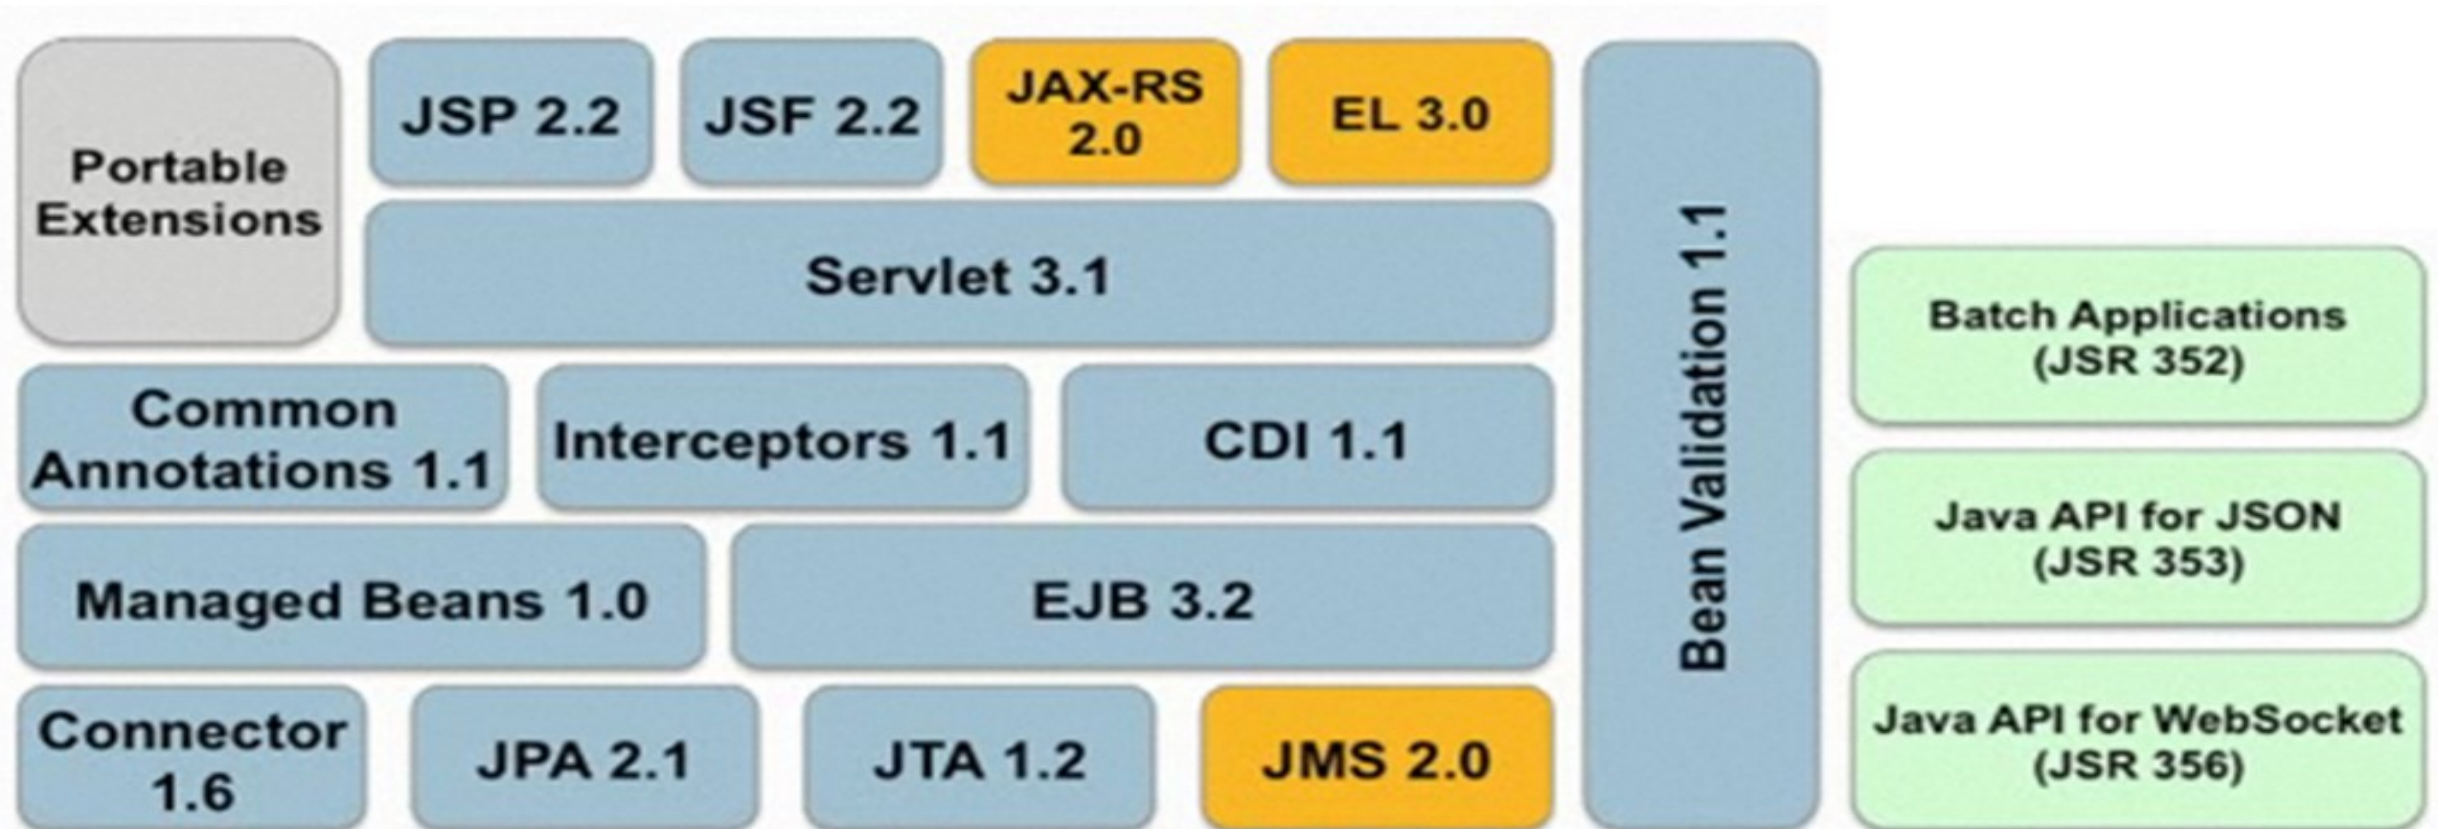 Portable
Extensions
JSP 2.2
JSF 2.2
JAX-RS
2.0
EL 3.0
Servlet 3.1
Common
Annotations 1.1
Interceptors 1.1
CDI 1.1
Managed Beans 1.0
EJB 3.2
Connector
1.6
JPA 2.1
JTA 1.2
JMS 2.0
Bean Validation 1.1
Batch Applications
(JSR 352)
Java API for JSON
(JSR 353)
Java API for WebSocket
(JSR 356)